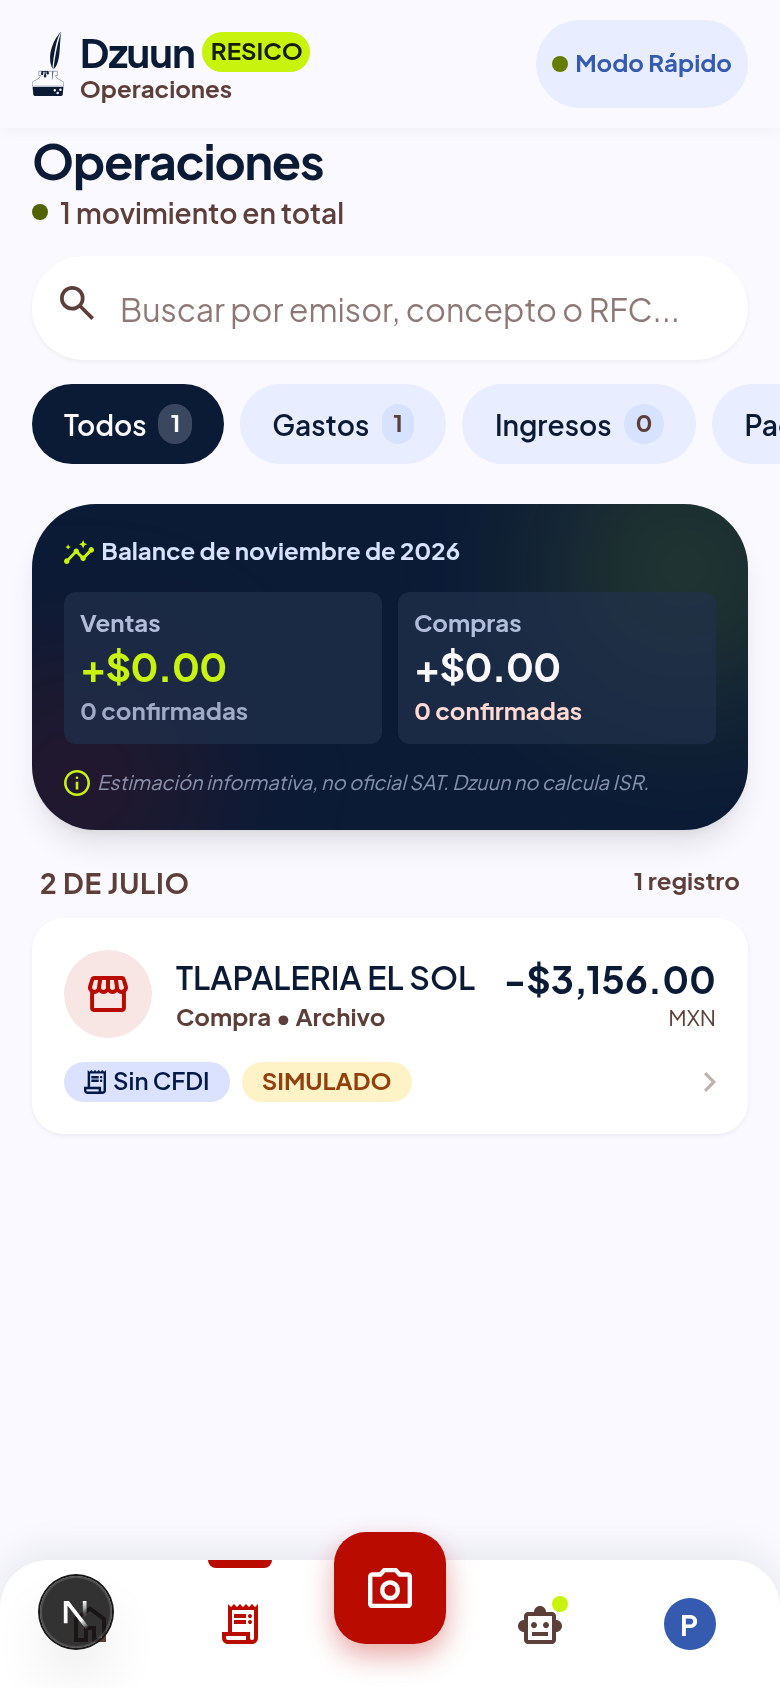 Dzuun RESICO
Operaciones
Modo Rápido
Operaciones
1 movimiento en total
Buscar por emisor, concepto o RFC...
Todos 1
Gastos 1
Ingresos 0
Balance de noviembre de 2026
Ventas
+$0.00
0 confirmadas
Compras
+$0.00
0 confirmadas
Estimación informativa, no oficial SAT. Dzuun no calcula ISR.
2 DE JULIO
1 registro
TLAPALERIA EL SOL
-$3,156.00
Compra • Archivo
MXN
Sin CFDI
SIMULADO
N
P